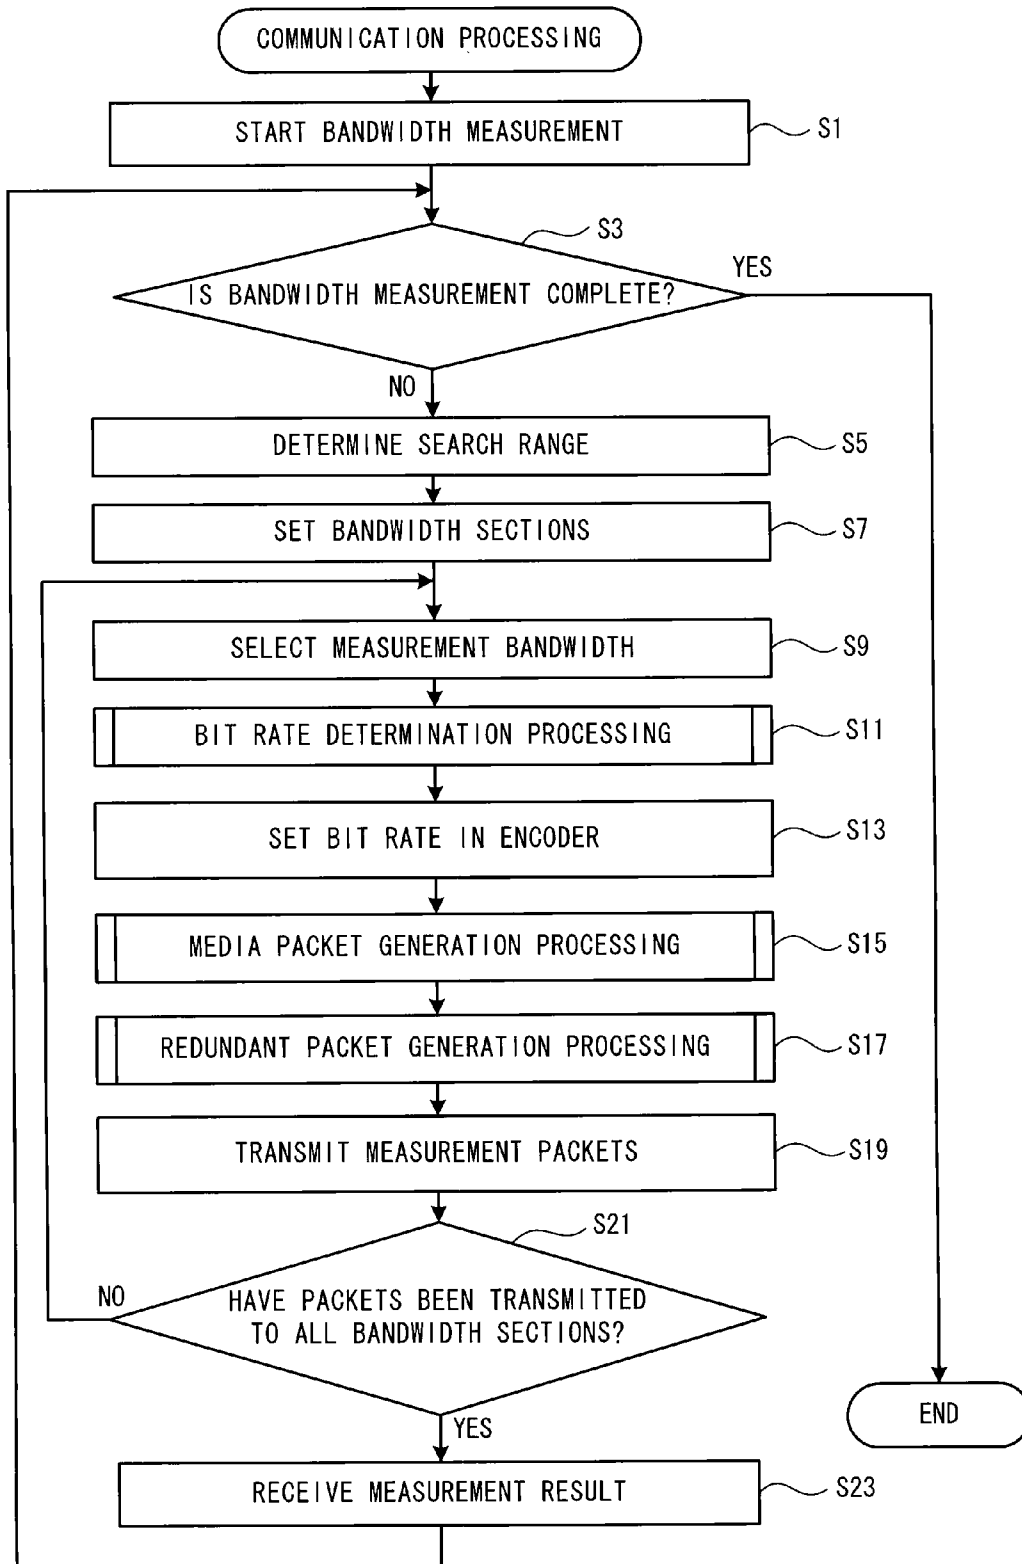 COMMUNICATION PROCESSING
START BANDWIDTH MEASUREMENT
S1
S3
IS BANDWIDTH MEASUREMENT COMPLETE?
YES
NO
DETERMINE SEARCH RANGE
S5
SET BANDWIDTH SECTIONS
S7
SELECT MEASUREMENT BANDWIDTH
S9
BIT RATE DETERMINATION PROCESSING
S11
SET BIT RATE IN ENCODER
S13
MEDIA PACKET GENERATION PROCESSING
S15
REDUNDANT PACKET GENERATION PROCESSING
S17
TRANSMIT MEASUREMENT PACKETS
S19
S21
NO
HAVE PACKETS BEEN TRANSMITTED
TO ALL BANDWIDTH SECTIONS?
YES
END
RECEIVE MEASUREMENT RESULT
S23